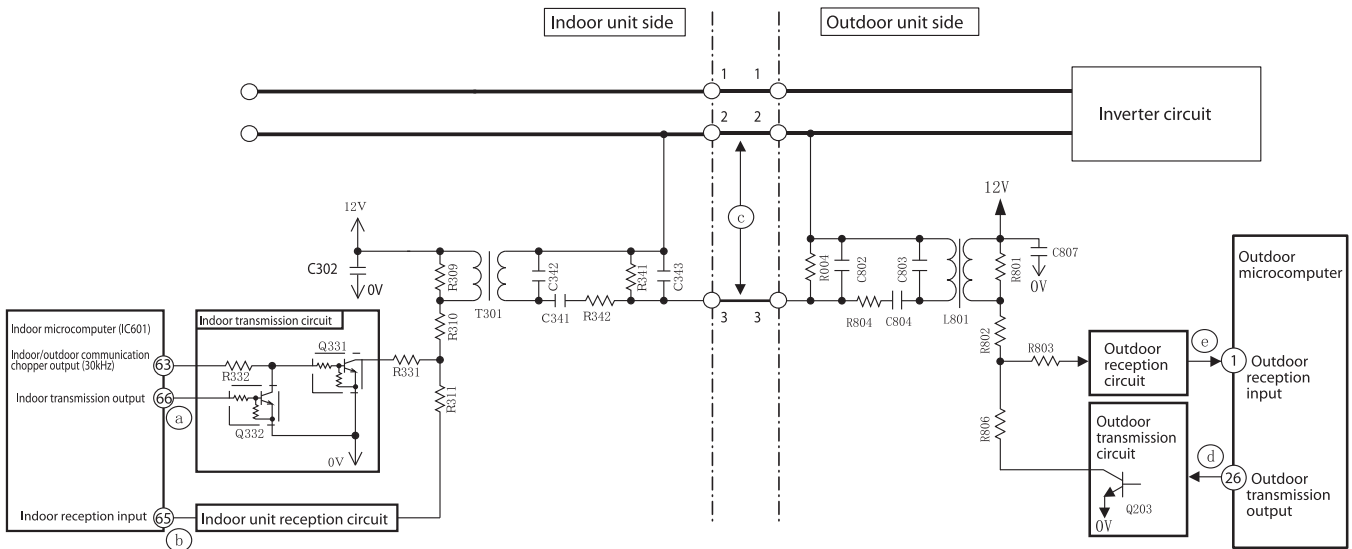 Indoor unit side
Outdoor unit side
1
1
2
2
Inverter circuit
c
12V
C302
0V
R309
R310
T301
C342
C341
R342
R341
C343
3
3
R004
C802
C803
R804
C804
L801
12V
C807
R801
0V
R802
Outdoor
microcomputer
Indoor microcomputer (IC601)
Indoor/outdoor communication
chopper output (30kHz)
63
Indoor transmission output
66
a
Indoor transmission circuit
R332
Q331
Q332
0V
R331
R311
R803
Outdoor
reception
circuit
e
1
Outdoor
reception
input
R806
Outdoor
transmission
circuit
Q203
0V
d
26
Outdoor
transmission
output
Indoor reception input
65
b
Indoor unit reception circuit